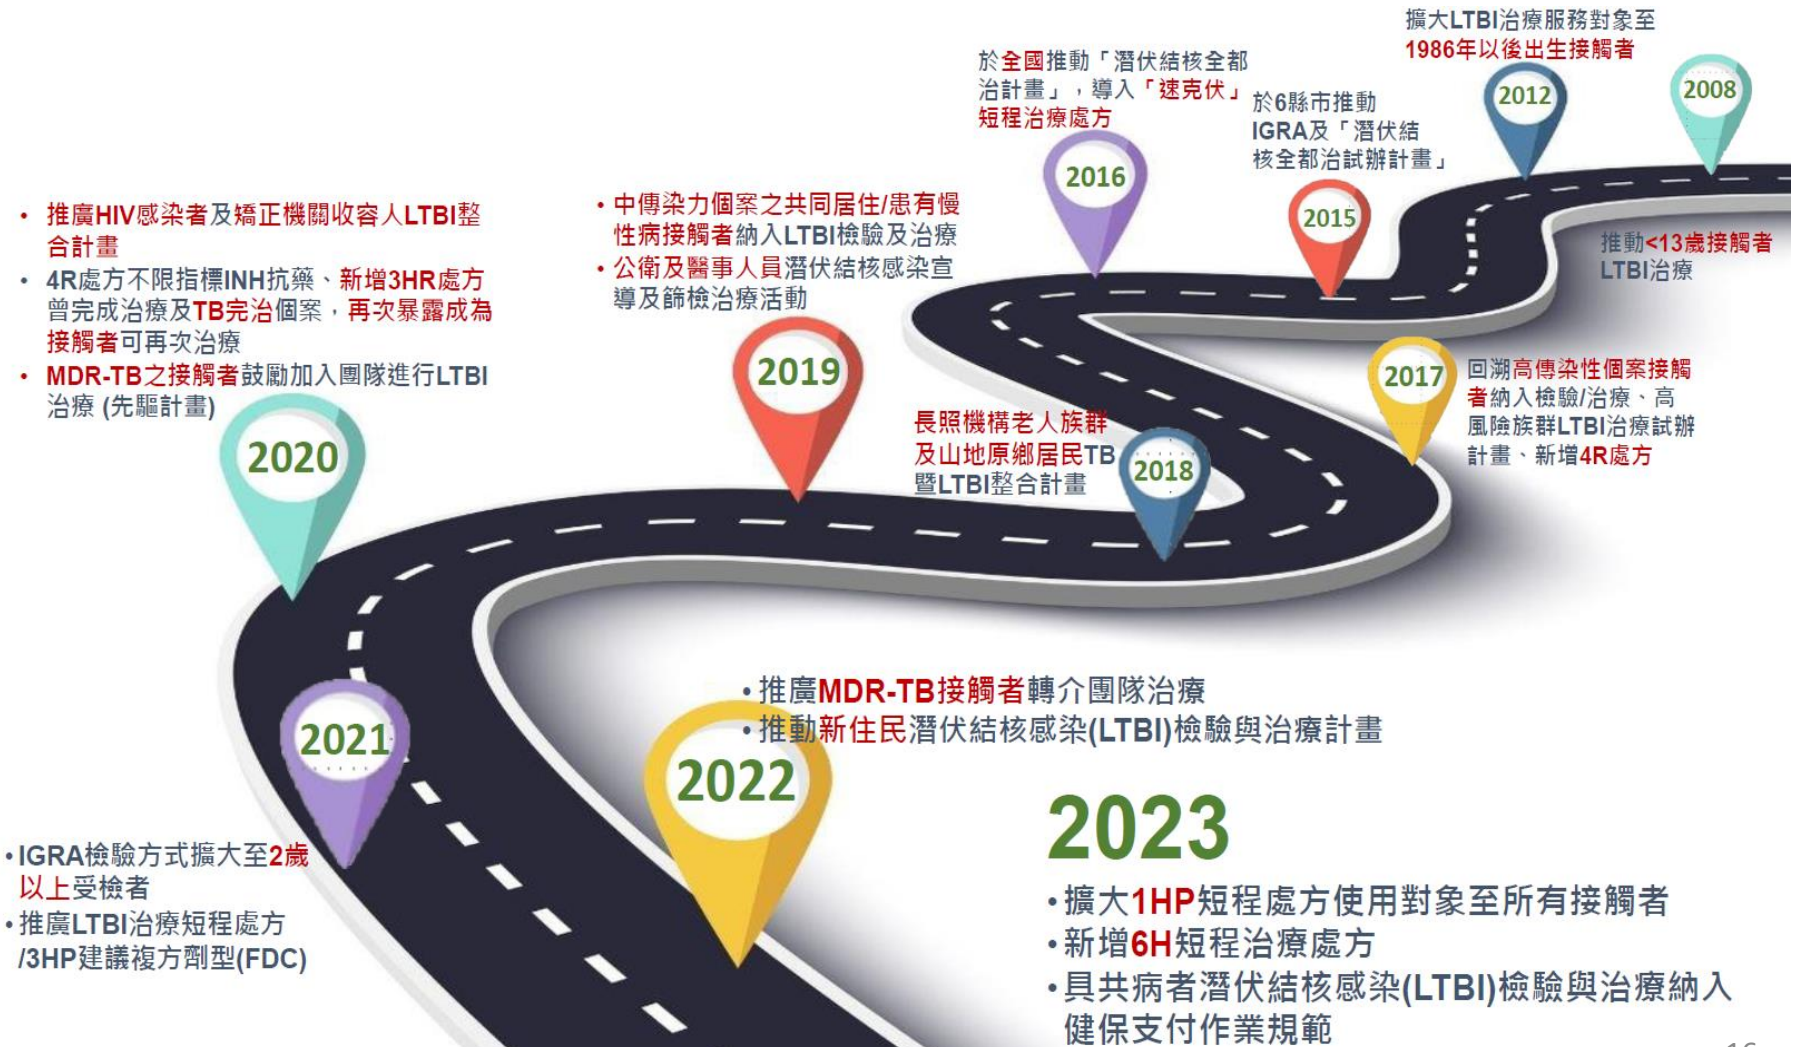 擴大LTBI治療服務對象至
1986年以後出生接觸者
2012
2008
推動<13歲接觸者
LTBI治療
於全國推動「潛伏結核全都
治計畫」,導入「速克伏」
短程治療處方
2016
於6縣市推動
IGRA及「潛伏結
核全都治試辦計畫」
2015
2017
回溯高傳染性個案接觸
者納入檢驗/治療、高
風險族群LTBI治療試辦
計畫、新增4R處方
長照機構老人族群
及山地原鄉居民TB
暨LTBI整合計畫
2018
• 中傳染力個案之共同居住/患有慢
性病接觸者納入LTBI檢驗及治療
• 公衛及醫事人員潛伏結核感染宣
導及篩檢治療活動
2019
• 推廣HIV感染者及矯正機關收容人LTBI整
合計畫
• 4R處方不限指標INH抗藥、新增3HR處方
曾完成治療及TB完治個案,再次暴露成為
接觸者可再次治療
• MDR-TB之接觸者鼓勵加入團隊進行LTBI
治療 (先驅計畫)
2020
2021
• IGRA檢驗方式擴大至2歲
以上受檢者
• 推廣LTBI治療短程處方
/3HP建議複方劑型(FDC)
• 推廣MDR-TB接觸者轉介團隊治療
• 推動新住民潛伏結核感染(LTBI)檢驗與治療計畫
2022
2023
• 擴大1HP短程處方使用對象至所有接觸者
• 新增6H短程治療處方
• 具共病者潛伏結核感染(LTBI)檢驗與治療納入
健保支付作業規範